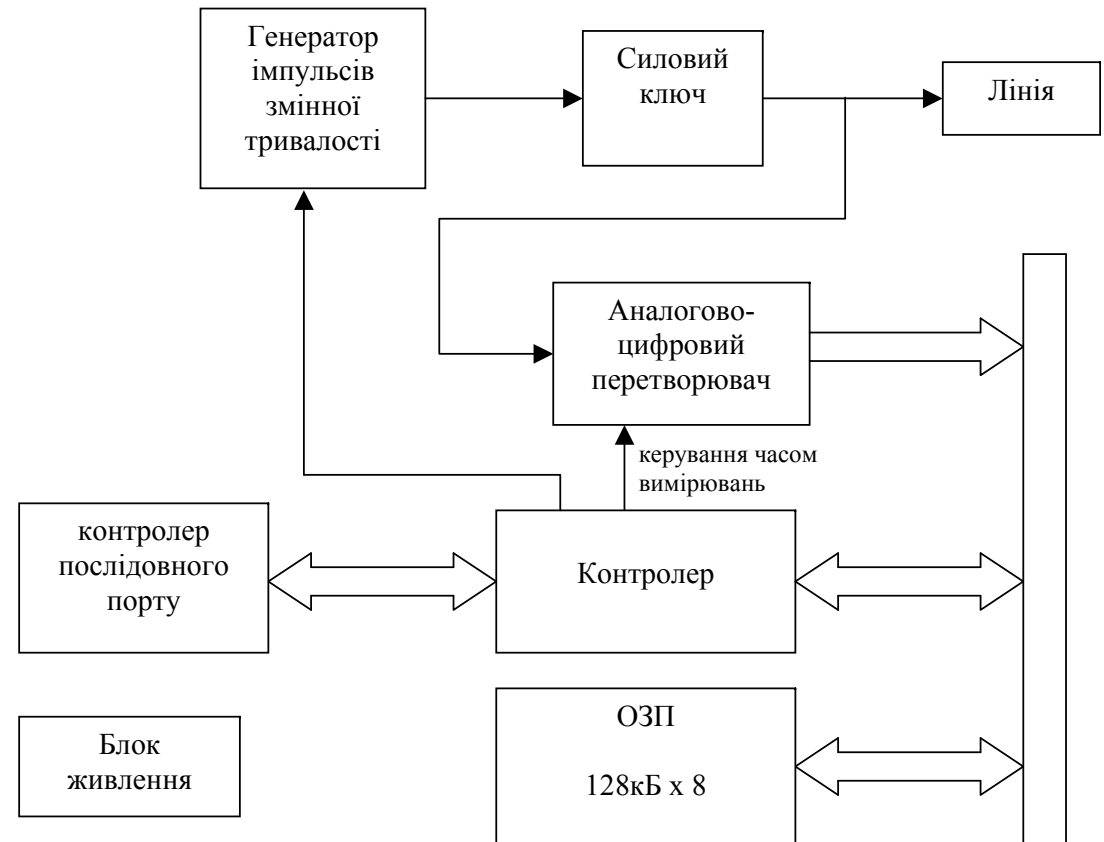 Генератор
імпульсів
змінної
тривалості
Силовий
ключ
Лінія
Аналогово-
цифровий
перетворювач
керування часом
вимірювань
контролер
послідовного
порту
Контролер
Блок
живлення
ОЗП
128кБ х 8